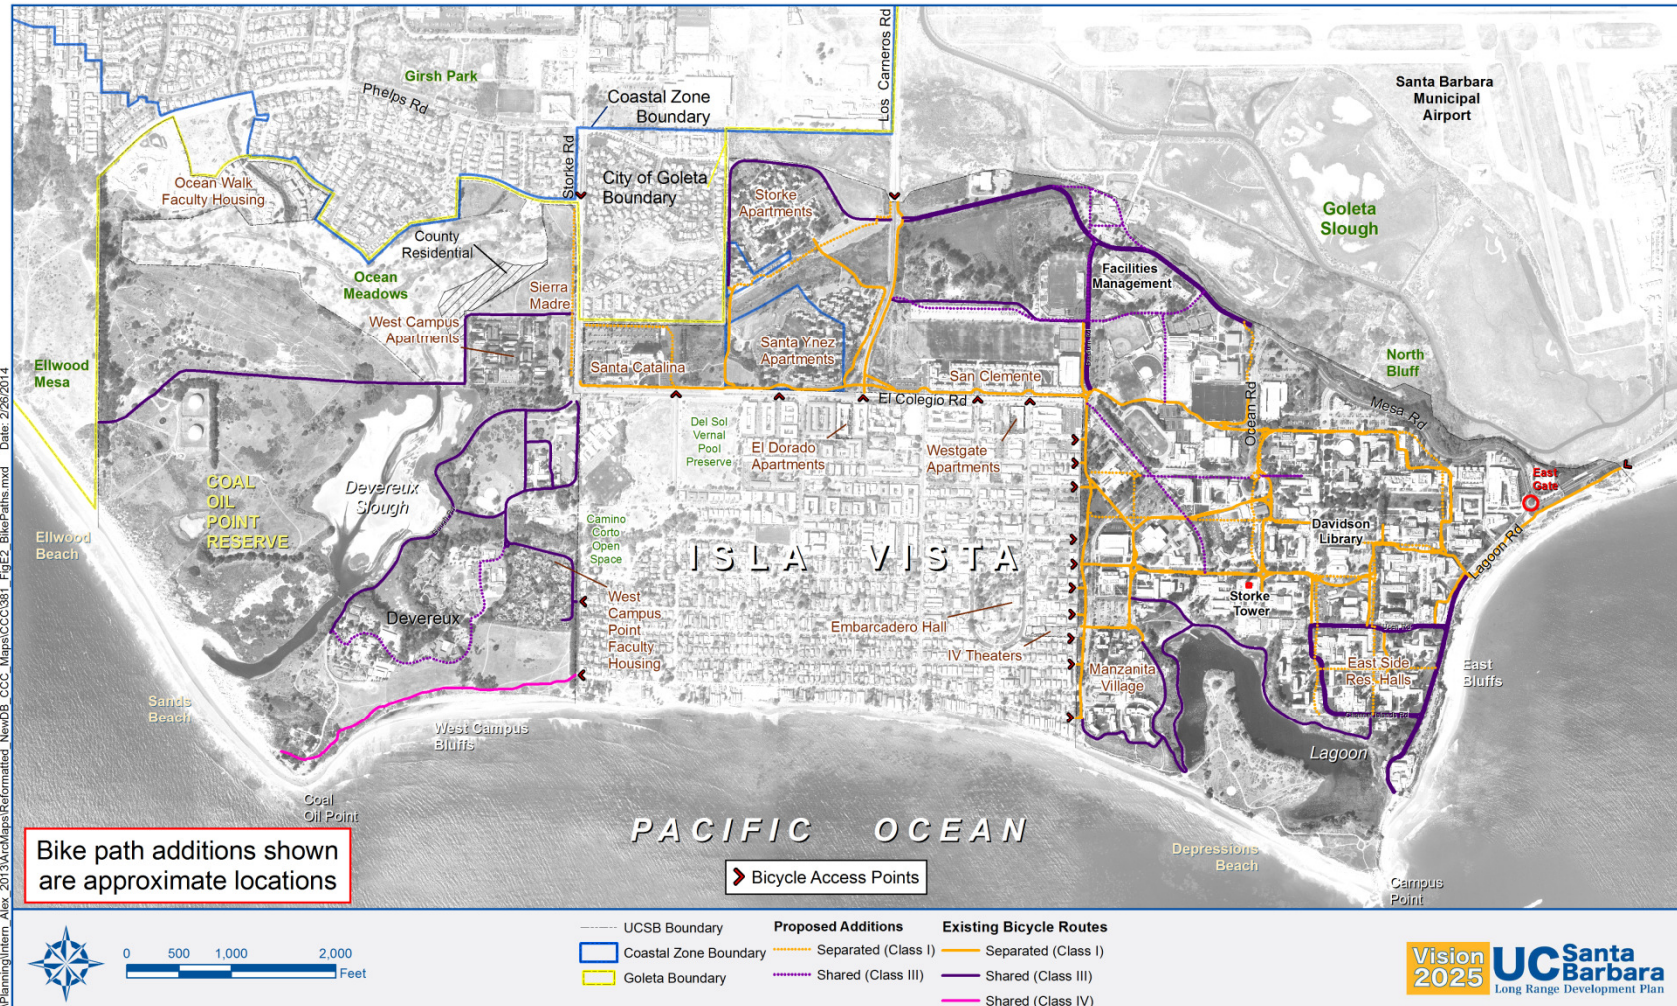 Girsh Park
Phelps Rd
Coastal Zone
Boundary
Los Carneros Rd
Santa Barbara
Municipal
Airport
Storke Rd
City of Goleta
Boundary
Ocean Walk
Faculty Housing
Storke
Apartments
Goleta
Slough
County
Residential
Ocean
Meadows
Sierra
Madre
Facilities
Management
West Campus
Apartments
Santa Ynez
Apartments
Santa Catalina
San Clemente
El Colegio Rd
Ellwood
Mesa
North
Bluff
Mesa Rd
Ocean Rd
Del Sol
Vernal
Pool
Preserve
El Dorado
Apartments
Westgate
Apartments
COAL
OIL
POINT
RESERVE
Devereux
Slough
East
Gate
Davidson
Library
Lagoon Rd
Ellwood
Beach
Camino
Corto
Open
Space
ISLA VISTA
Storke
Tower
Devereux
West
Campus
Point
Faculty
Housing
Embarcadero Hall
IV Theaters
Manzanita
Village
East Side
Res. Halls
East
Bluffs
Sands
Beach
West Campus
Bluffs
Lagoon
Coal
Oil Point
PACIFIC OCEAN
Depressions
Beach
Campus
Point
Bike path additions shown
are approximate locations
Bicycle Access Points
\Planning\Intern_Alex_2013\ArcMaps\Reformatted_NewDB_CCC_Maps\CCC\381_FigE2_BikePaths.mxd Date: 2/26/2014
0 500 1,000 2,000
Feet
UCSB Boundary
Coastal Zone Boundary
Goleta Boundary
Proposed Additions
Separated (Class I)
Shared (Class III)
Existing Bicycle Routes
Separated (Class I)
Shared (Class III)
Shared (Class IV)
Vision
2025
UC Santa
Barbara
Long Range Development Plan